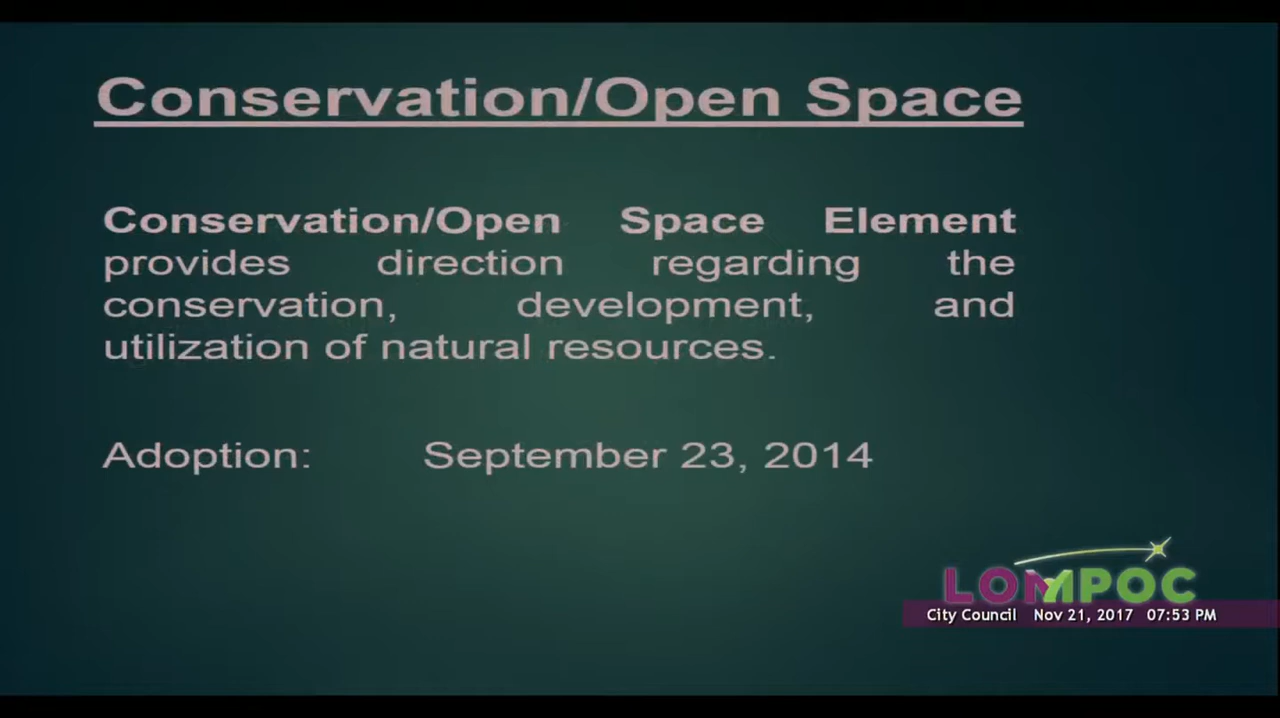 Conservation/Open Space
Conservation/Open Space Element
provides direction regarding the
conservation, development, and
utilization of natural resources.
Adoption: September 23, 2014
LOMPOC
City Council Nov 21, 2017 07:53 PM